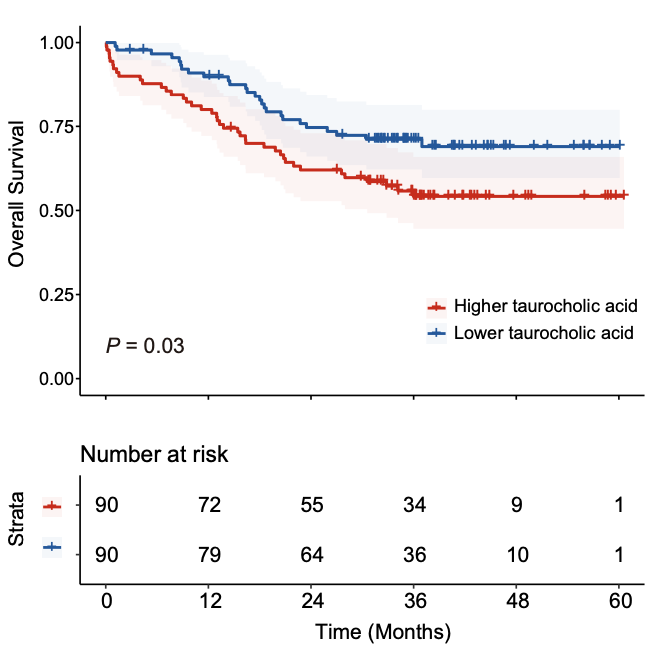 1.00
0.75
0.50
0.25
0.00
Overall Survival
Higher taurocholic acid
Lower taurocholic acid
P = 0.03
Number at risk
Strata
90 72 55 34 9 1
90 79 64 36 10 1
0 12 24 36 48 60
Time (Months)